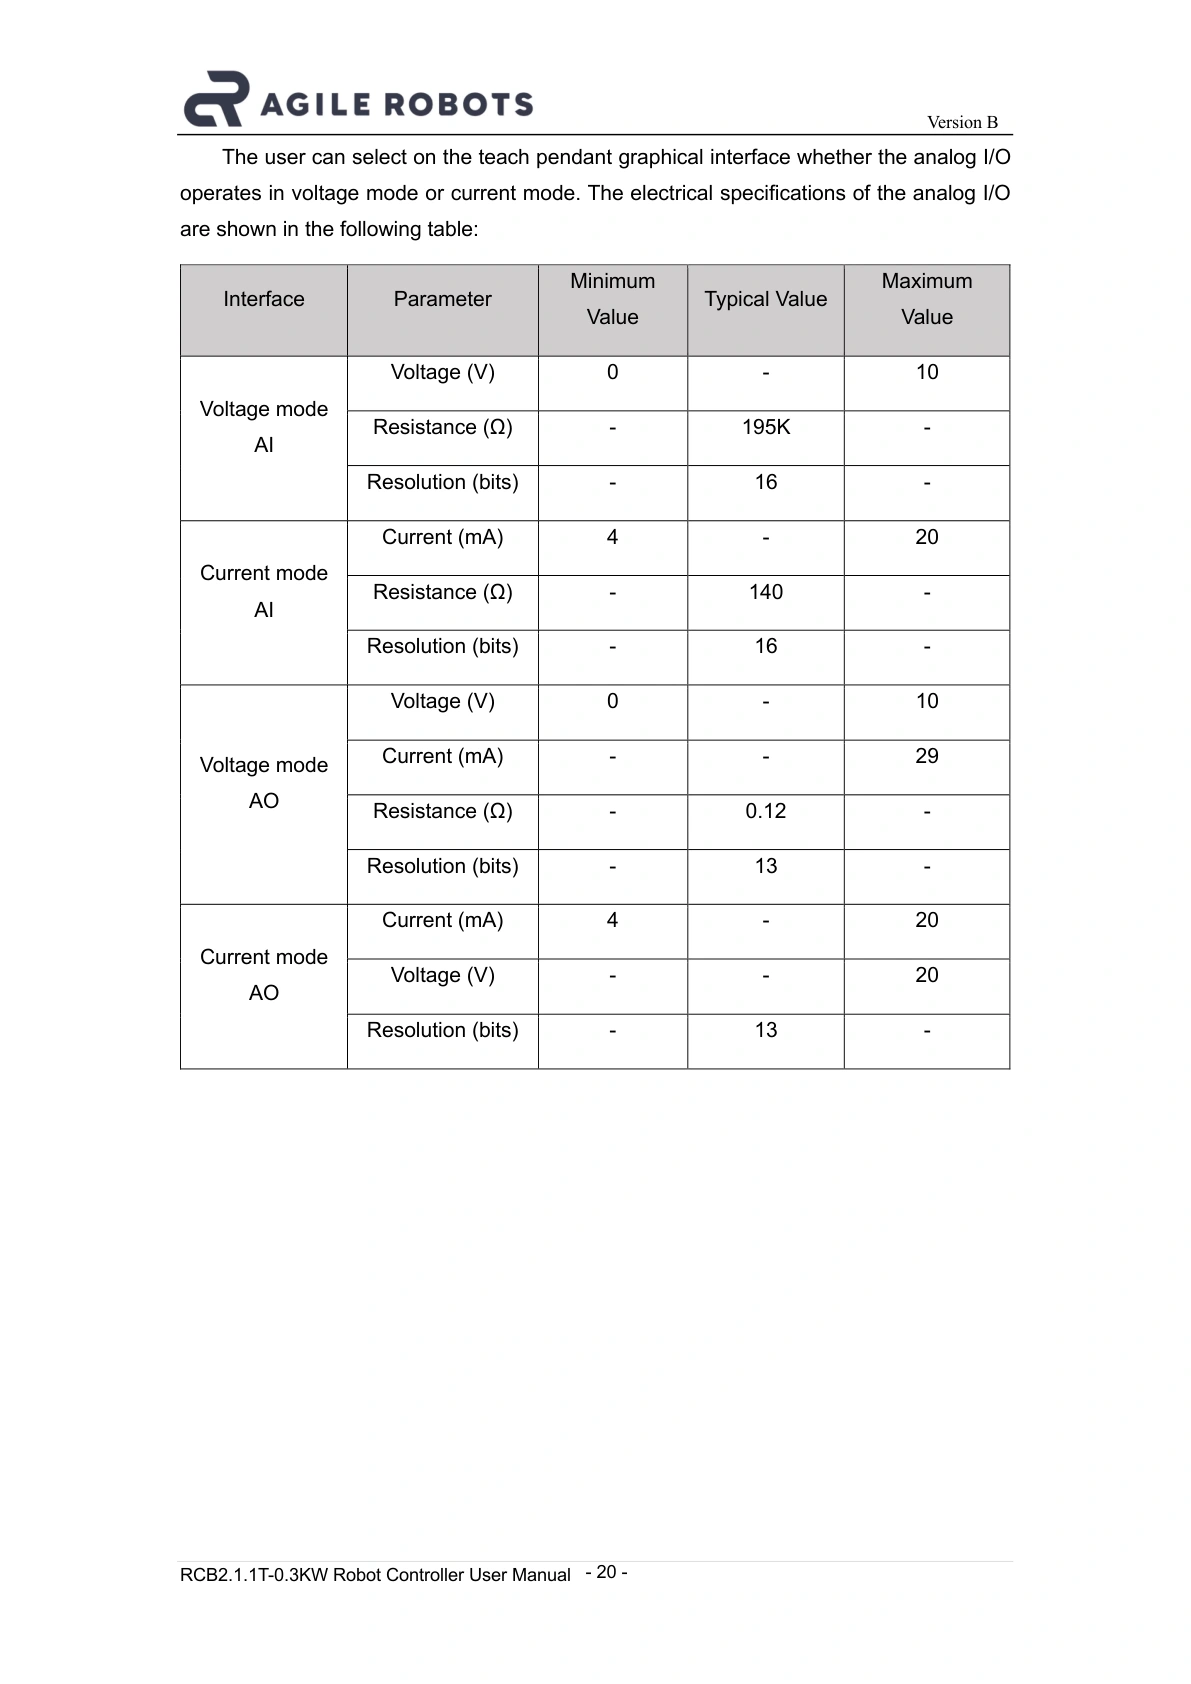 AGILE ROBOTS
Version B
The user can select on the teach pendant graphical interface whether the analog I/O
operates in voltage mode or current mode. The electrical specifications of the analog I/O
are shown in the following table:
Interface Parameter Minimum Value Typical Value Maximum Value
Voltage mode AI
Voltage (V) 0 - 10
Resistance (Ω) - 195K -
Resolution (bits) - 16 -
Current mode AI
Current (mA) 4 - 20
Resistance (Ω) - 140 -
Resolution (bits) - 16 -
Voltage mode AO
Voltage (V) 0 - 10
Current (mA) - - 29
Resistance (Ω) - 0.12 -
Resolution (bits) - 13 -
Current mode AO
Current (mA) 4 - 20
Voltage (V) - - 20
Resolution (bits) - 13 -
RCB2.1.1T-0.3KW Robot Controller User Manual - 20 -